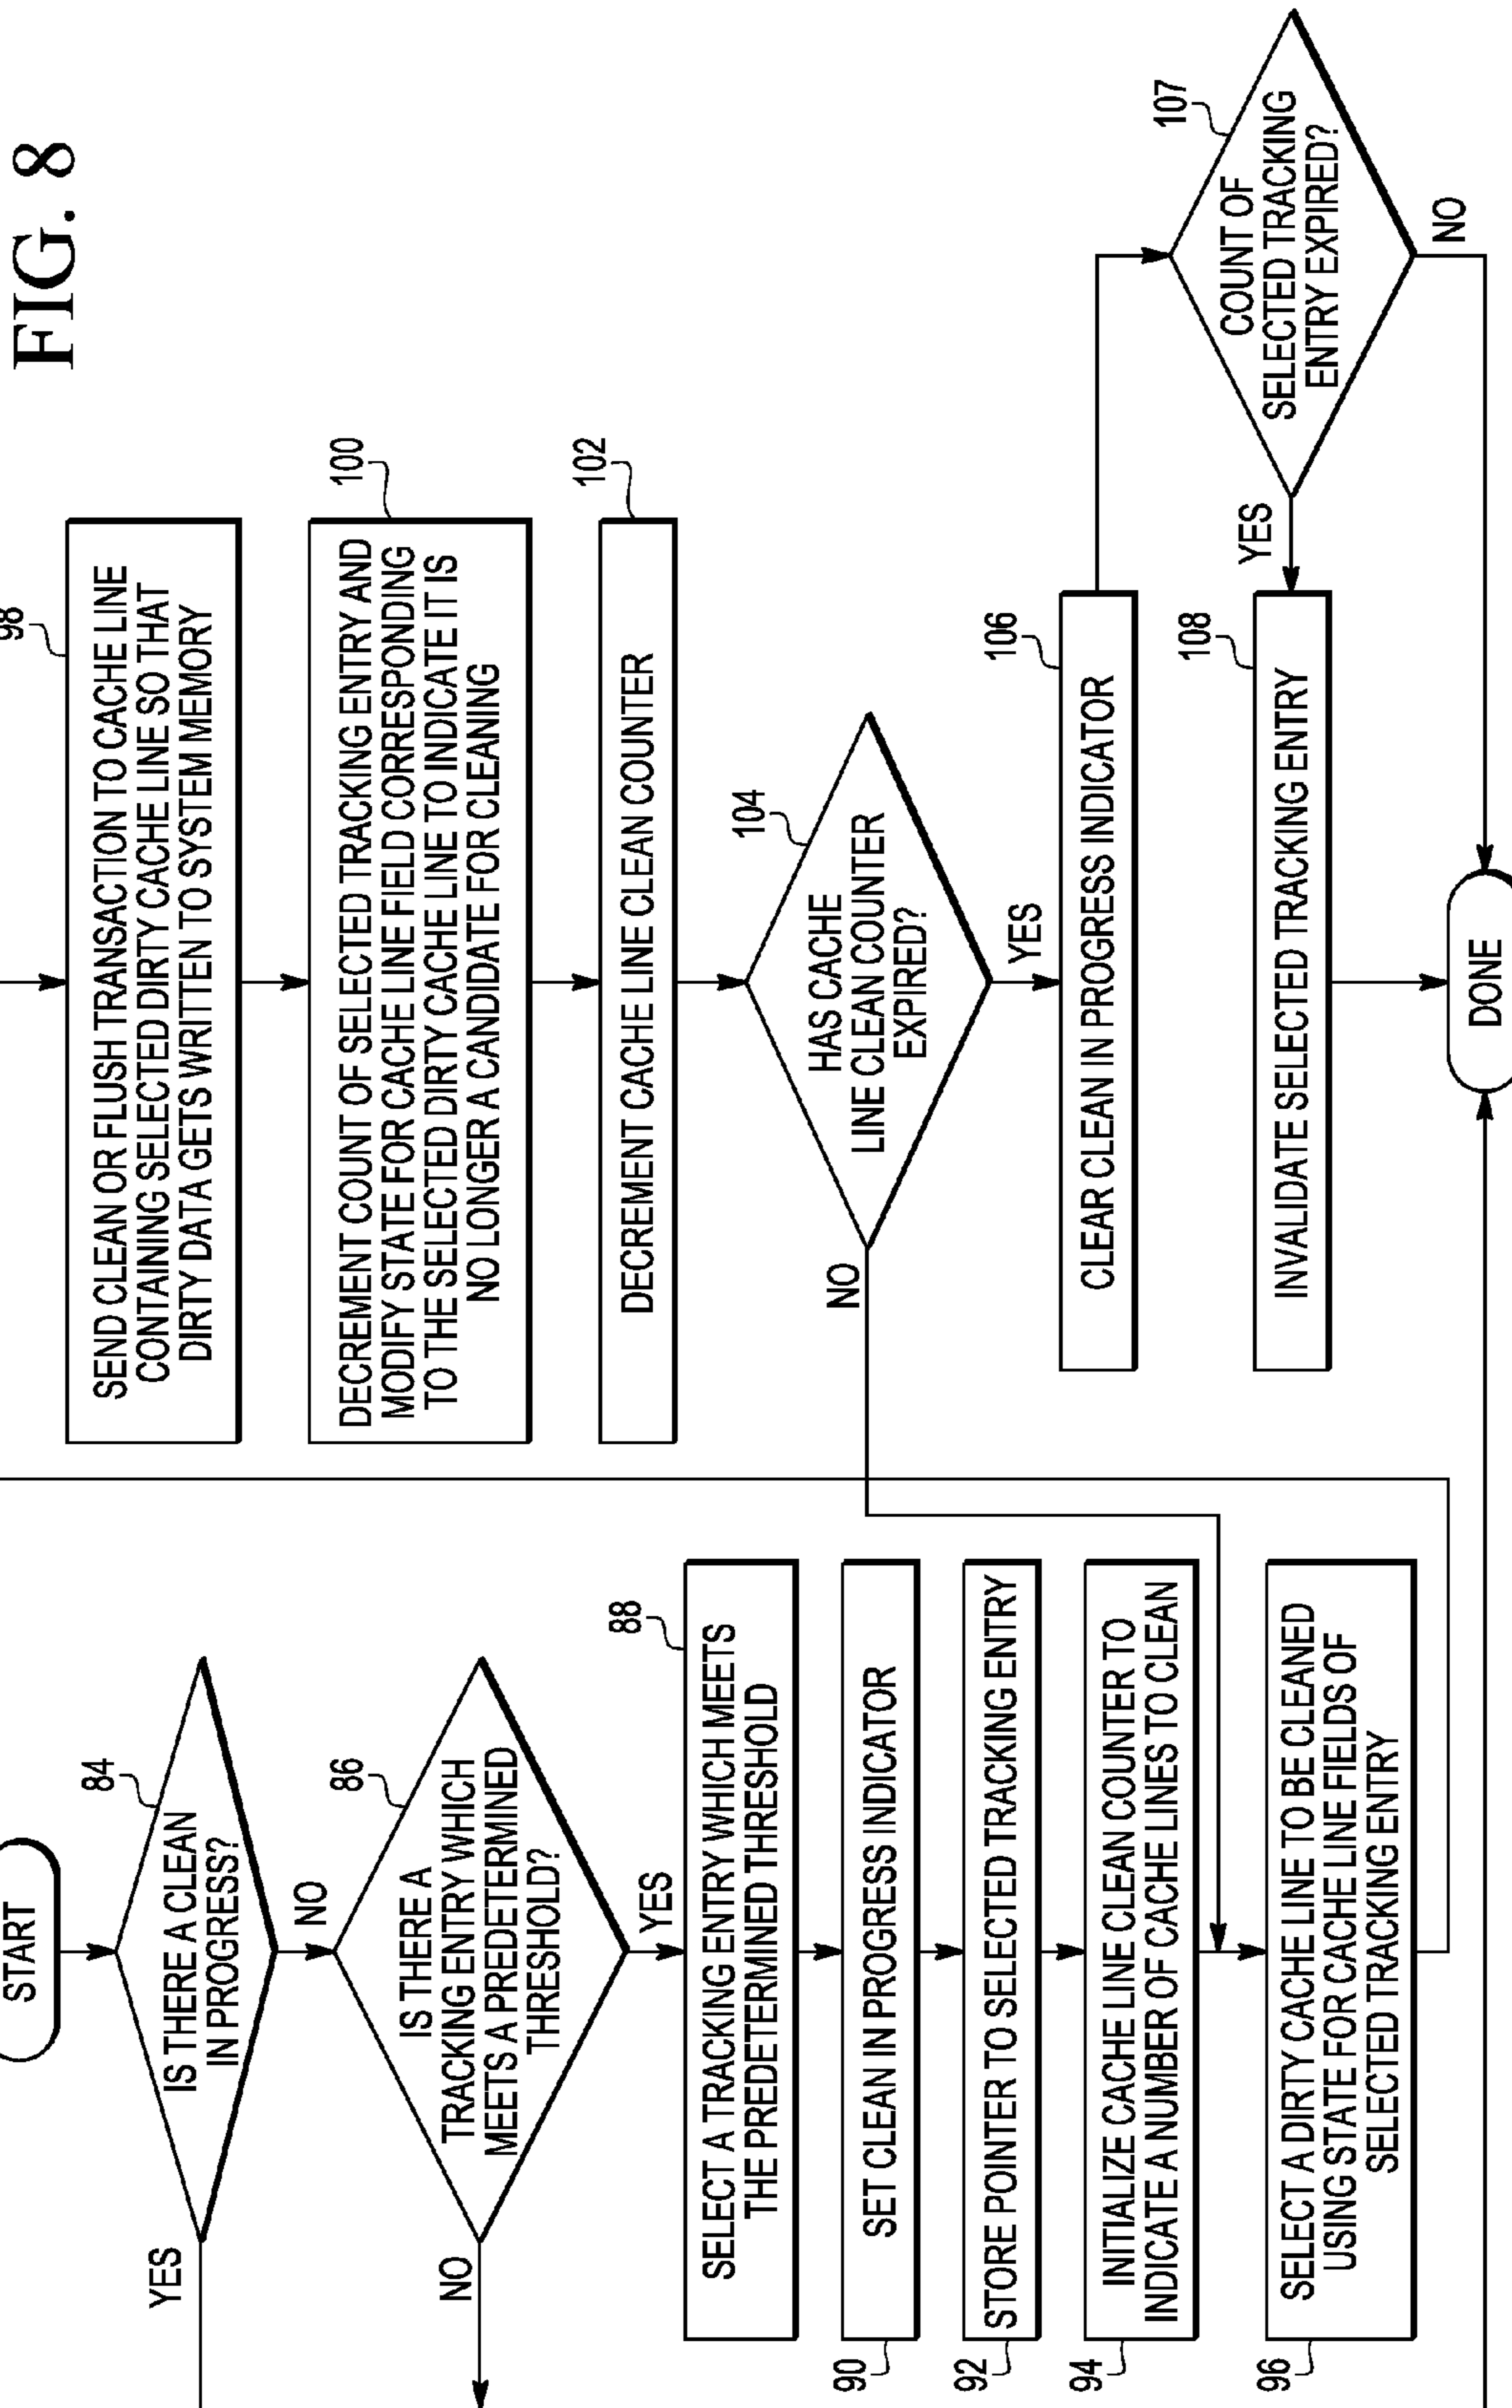 FIG. 8
START
84
IS THERE A CLEAN
IN PROGRESS?
YES
NO
86
IS THERE A
TRACKING ENTRY WHICH
MEETS A PREDETERMINED
THRESHOLD?
NO
YES
88
SELECT A TRACKING ENTRY WHICH MEETS
THE PREDETERMINED THRESHOLD
90
SET CLEAN IN PROGRESS INDICATOR
92
STORE POINTER TO SELECTED TRACKING ENTRY
94
INITIALIZE CACHE LINE CLEAN COUNTER TO
INDICATE A NUMBER OF CACHE LINES TO CLEAN
96
SELECT A DIRTY CACHE LINE TO BE CLEANED
USING STATE FOR CACHE LINE FIELDS OF
SELECTED TRACKING ENTRY
98
SEND CLEAN OR FLUSH TRANSACTION TO CACHE LINE
CONTAINING SELECTED DIRTY CACHE LINE SO THAT
DIRTY DATA GETS WRITTEN TO SYSTEM MEMORY
100
DECREMENT COUNT OF SELECTED TRACKING ENTRY AND
MODIFY STATE FOR CACHE LINE FIELD CORRESPONDING
TO THE SELECTED DIRTY CACHE LINE TO INDICATE IT IS
NO LONGER A CANDIDATE FOR CLEANING
102
DECREMENT CACHE LINE CLEAN COUNTER
104
HAS CACHE
LINE CLEAN COUNTER
EXPIRED?
NO
YES
106
CLEAR CLEAN IN PROGRESS INDICATOR
107
COUNT OF
SELECTED TRACKING
ENTRY EXPIRED?
YES
NO
108
INVALIDATE SELECTED TRACKING ENTRY
DONE